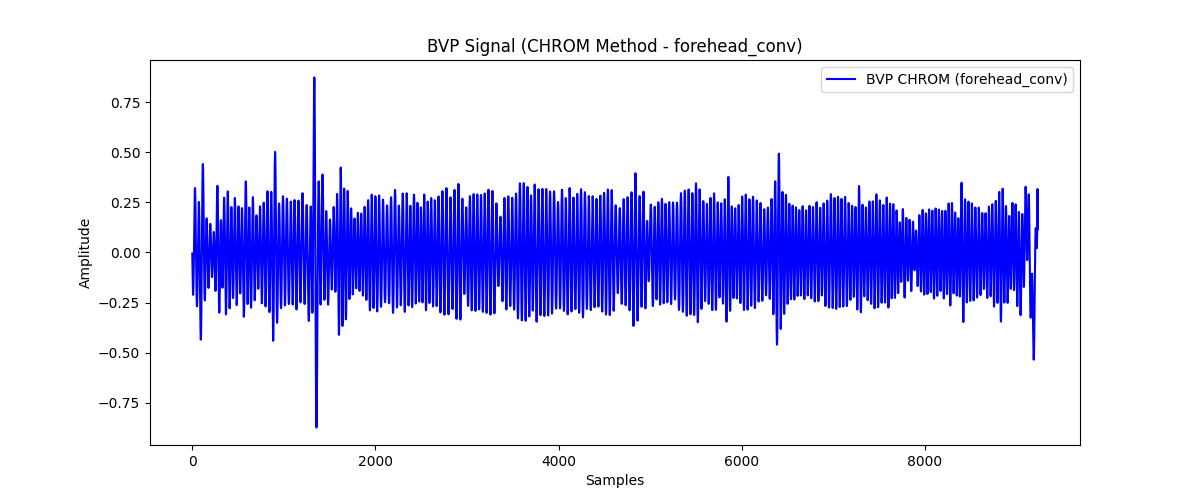 BVP Signal (CHROM Method - forehead_conv)
BVP CHROM (forehead_conv)
Amplitude
0.75
0.50
0.25
0.00
−0.25
−0.50
−0.75
0 2000 4000 6000 8000
Samples